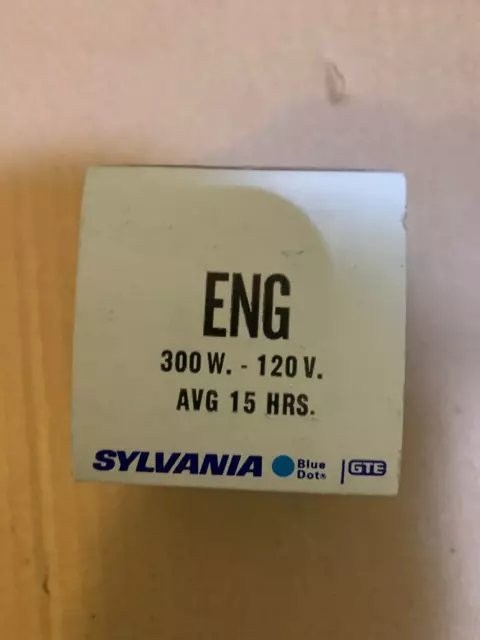 ENG
300 W. - 120 V.
AVG 15 HRS.
SYLVANIA Blue Dot® GTE